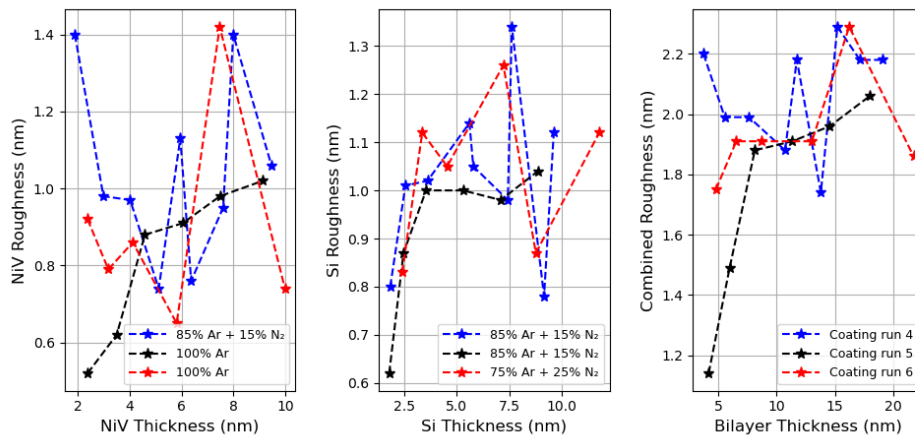 NiV Roughness (nm)
1.4
1.2
1.0
0.8
0.6
85% Ar + 15% N₂
100% Ar
100% Ar
2 4 6 8 10
NiV Thickness (nm)
Si Roughness (nm)
1.3
1.2
1.1
1.0
0.9
0.8
0.7
0.6
85% Ar + 15% N₂
85% Ar + 15% N₂
75% Ar + 25% N₂
2.5 5.0 7.5 10.0
Si Thickness (nm)
Combined Roughness (nm)
2.2
2.0
1.8
1.6
1.4
1.2
Coating run 4
Coating run 5
Coating run 6
5 10 15 20
Bilayer Thickness (nm)